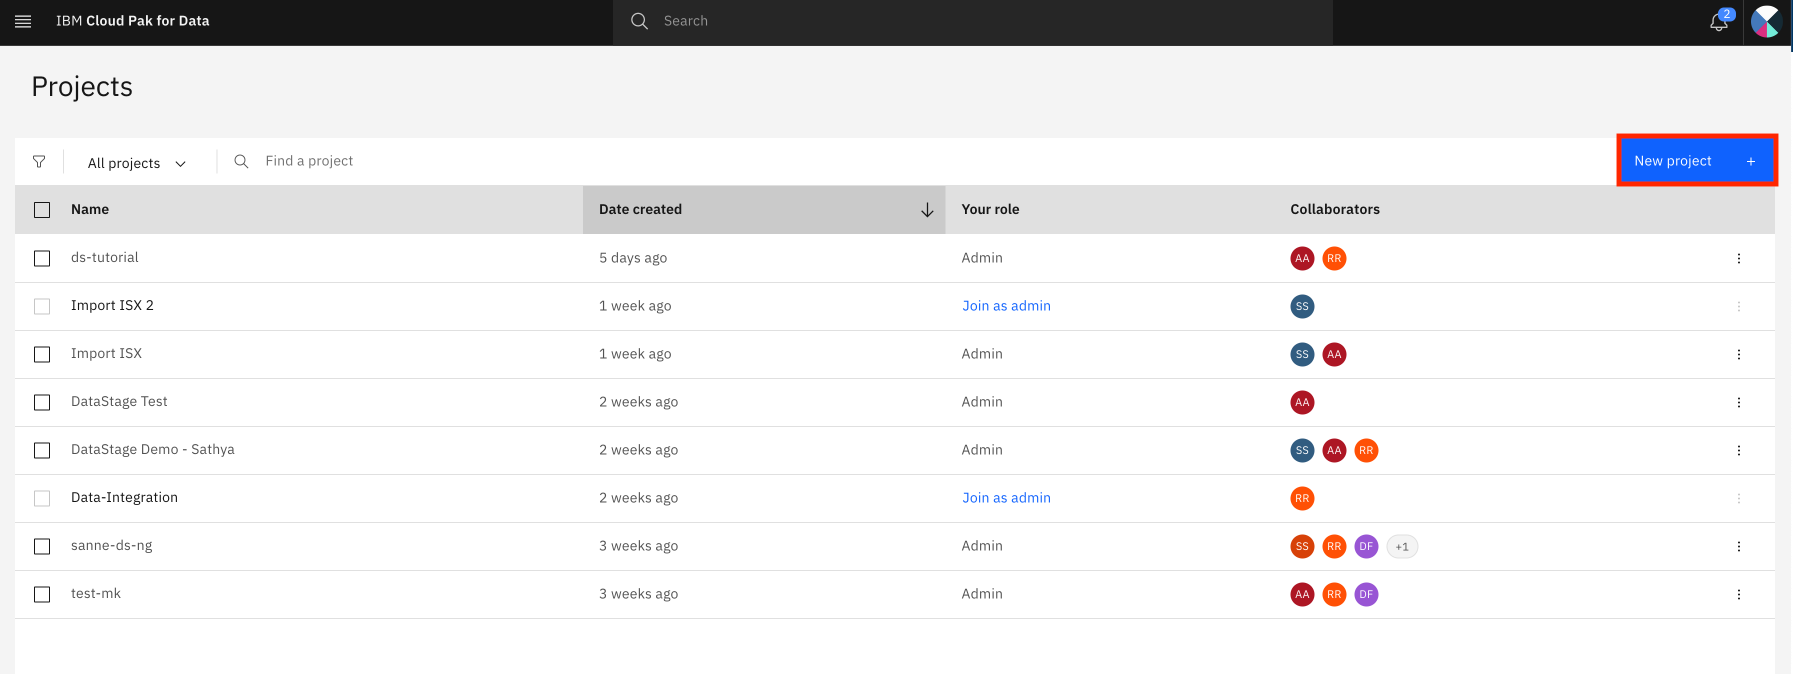 IBM Cloud Pak for Data Search 2
Projects
All projects Find a project New project +
Name Date created Your role Collaborators
ds-tutorial 5 days ago Admin AA RR
Import ISX 2 1 week ago Join as admin SS
Import ISX 1 week ago Admin SS AA
DataStage Test 2 weeks ago Admin AA
DataStage Demo - Sathya 2 weeks ago Admin SS AA RR
Data-Integration 2 weeks ago Join as admin RR
sanne-ds-ng 3 weeks ago Admin SS RR DF +1
test-mk 3 weeks ago Admin AA RR DF